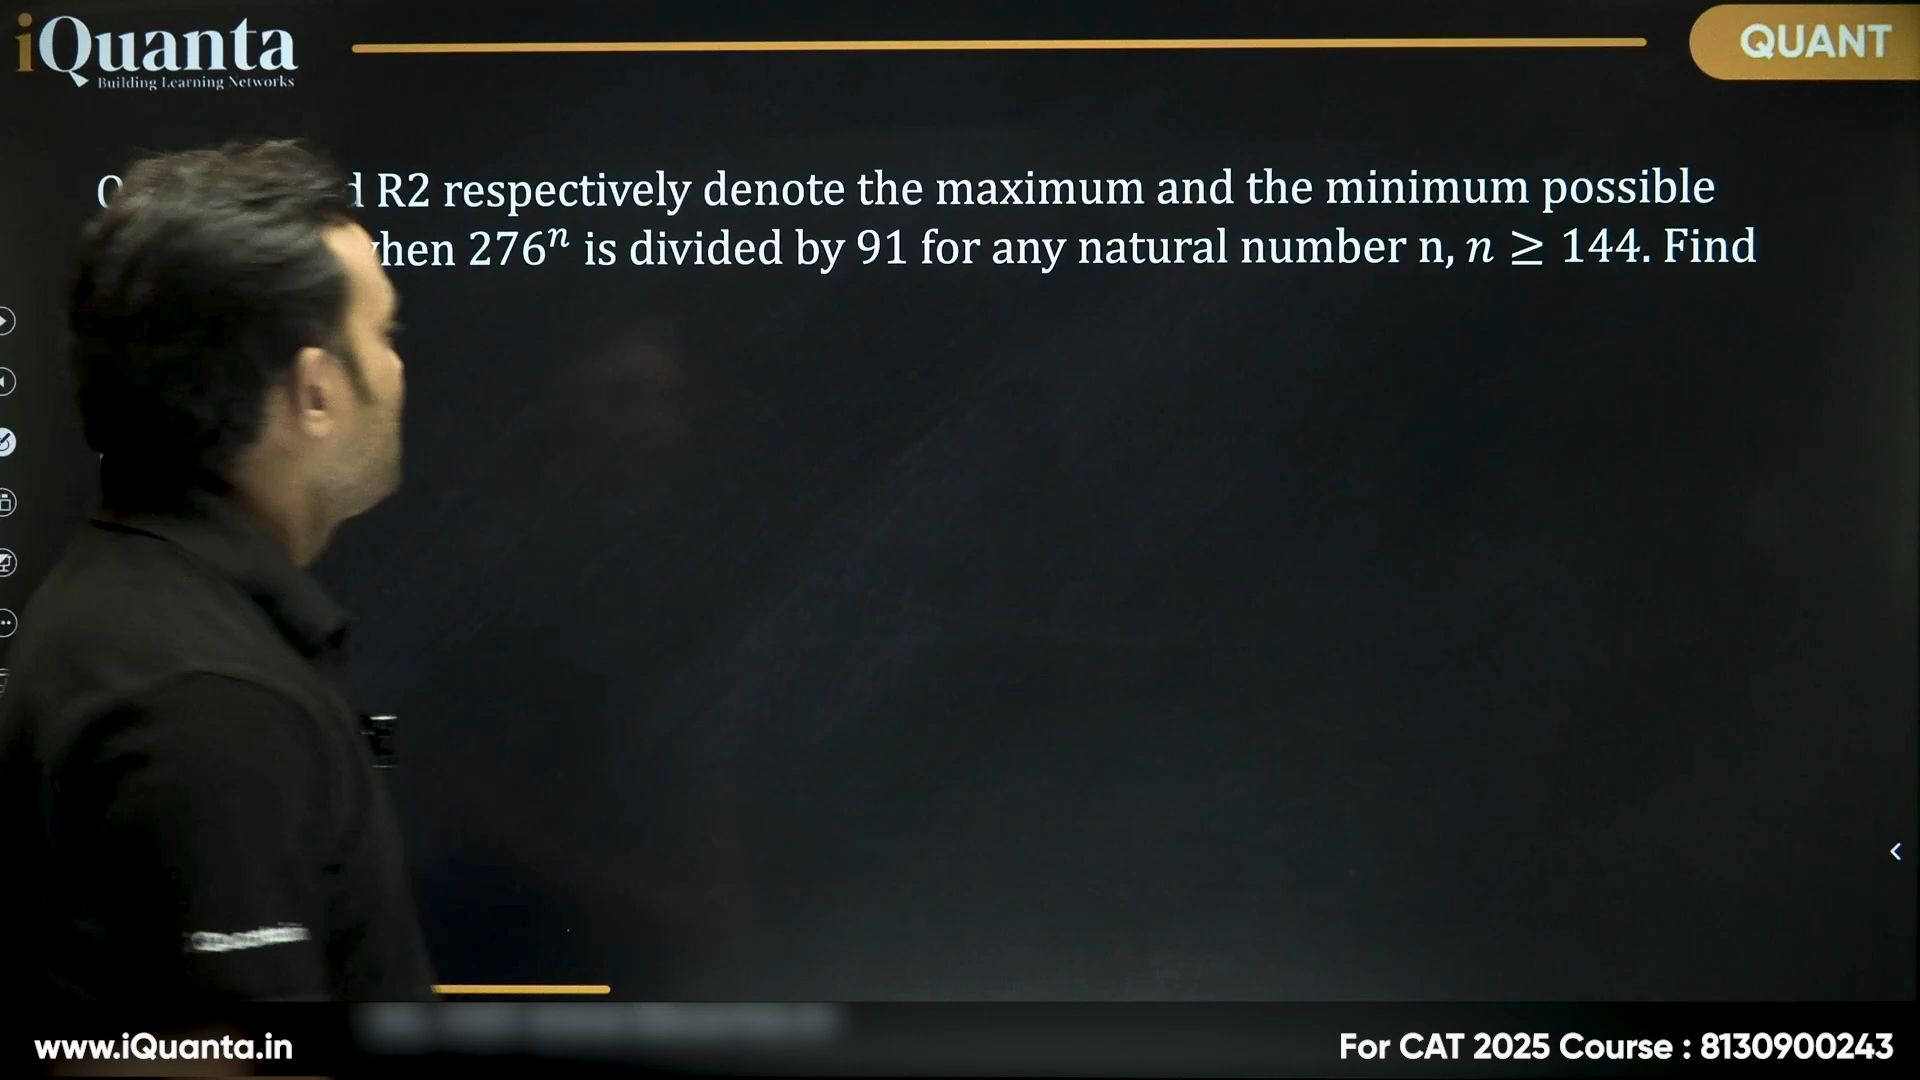 iQuanta
Building Learning Networks
QUANT
R2 respectively denote the maximum and the minimum possible
when 276ⁿ is divided by 91 for any natural number n, n ≥ 144. Find
www.iQuanta.in
For CAT 2025 Course : 8130900243